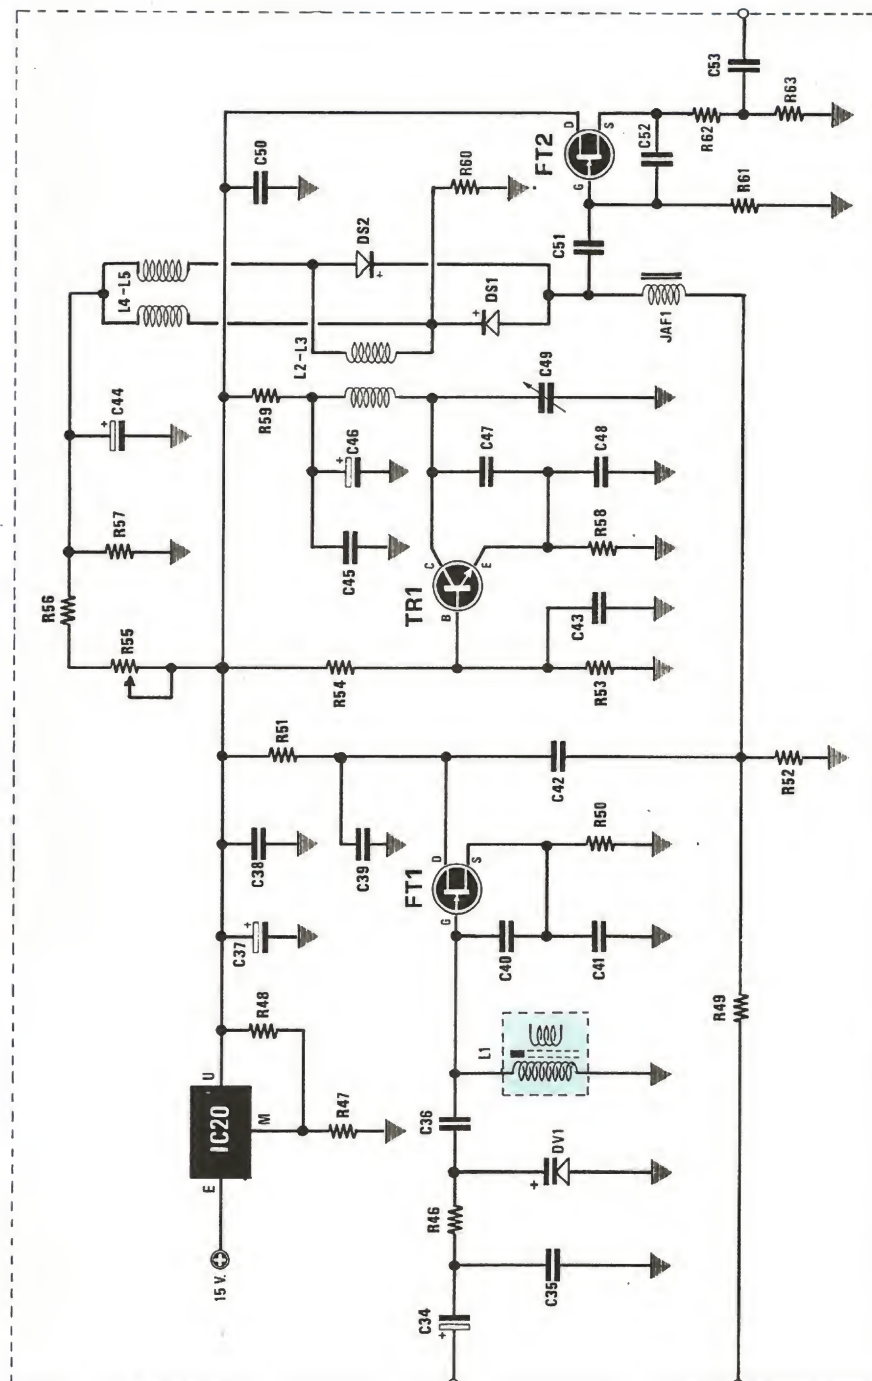 15 V.
E
IC20
U
M
R47
R48
C37
+
C38
R51
C39
R55
R56
R57
C44
+
L4-L5
C50
R54
R59
C45
C46
+
L2-L3
DS2
+
DS1
+
R60
C34
+
R46
C35
C36
DV1
+
L1
FT1
G
D
S
C40
C41
R50
C42
R53
C43
TR1
B
C
E
C47
C48
R58
C49
JAF1
C51
FT2
G
D
S
C52
R61
R62
C53
R63
R49
R52